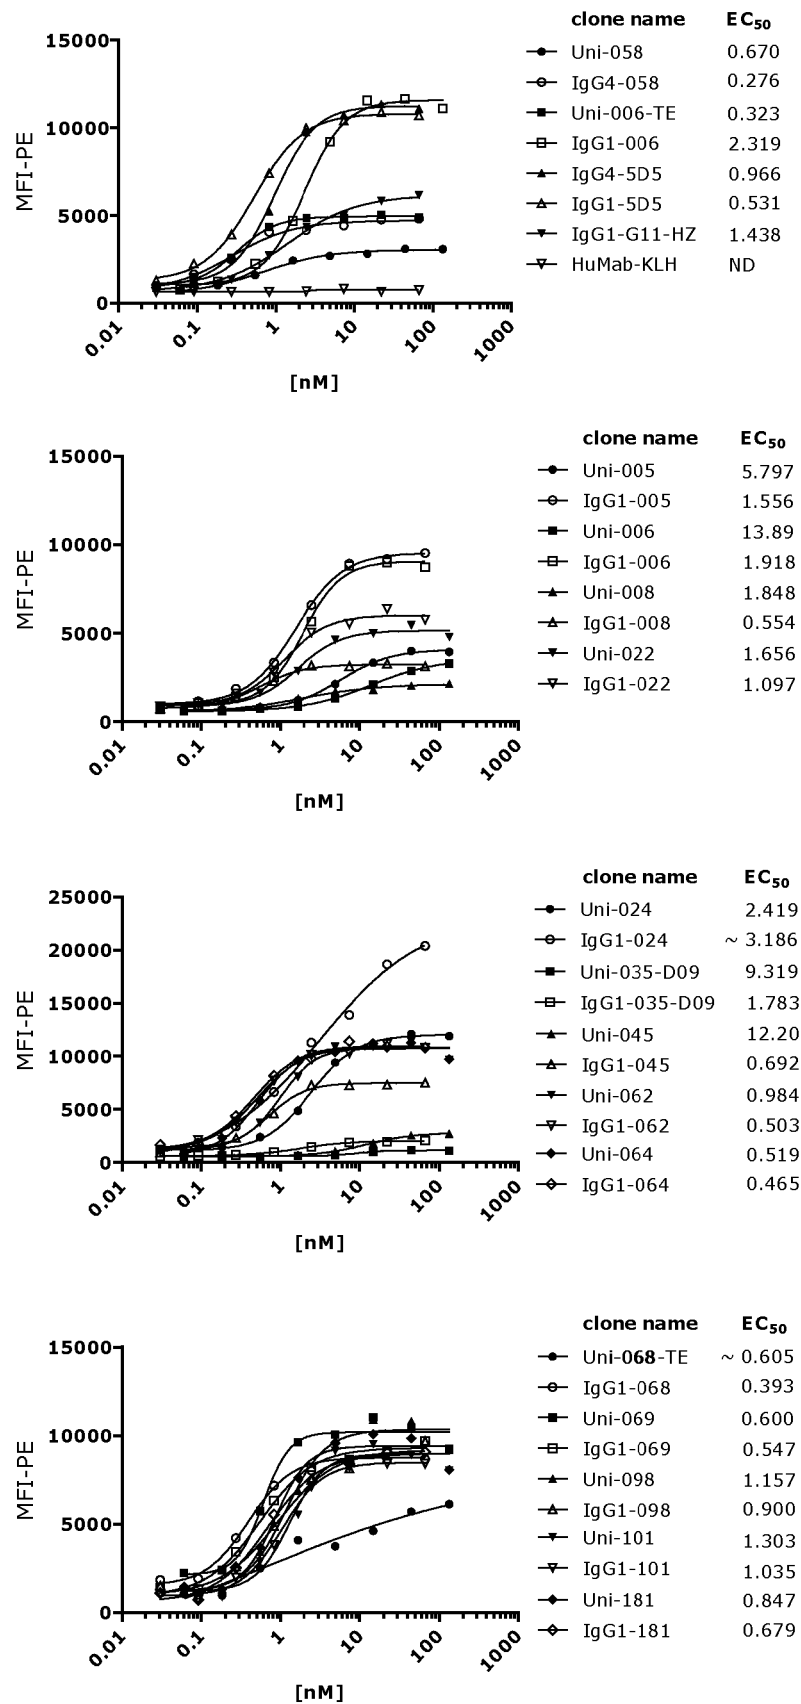 clone name EC50
Uni-058 0.670
IgG4-058 0.276
Uni-006-TE 0.323
IgG1-006 2.319
IgG4-5D5 0.966
IgG1-5D5 0.531
IgG1-G11-HZ 1.438
HuMab-KLH ND
15000
10000
5000
0
MFI-PE
0.01 0.1 1 10 100 1000
[nM]
clone name EC50
Uni-005 5.797
IgG1-005 1.556
Uni-006 13.89
IgG1-006 1.918
Uni-008 1.848
IgG1-008 0.554
Uni-022 1.656
IgG1-022 1.097
15000
10000
5000
0
MFI-PE
0.01 0.1 1 10 100 1000
[nM]
clone name EC50
Uni-024 2.419
IgG1-024 ~ 3.186
Uni-035-D09 9.319
IgG1-035-D09 1.783
Uni-045 12.20
IgG1-045 0.692
Uni-062 0.984
IgG1-062 0.503
Uni-064 0.519
IgG1-064 0.465
25000
20000
15000
10000
5000
0
MFI-PE
0.01 0.1 1 10 100 1000
[nM]
clone name EC50
Uni-068-TE ~ 0.605
IgG1-068 0.393
Uni-069 0.600
IgG1-069 0.547
Uni-098 1.157
IgG1-098 0.900
Uni-101 1.303
IgG1-101 1.035
Uni-181 0.847
IgG1-181 0.679
15000
10000
5000
0
MFI-PE
0.01 0.1 1 10 100 1000
[nM]